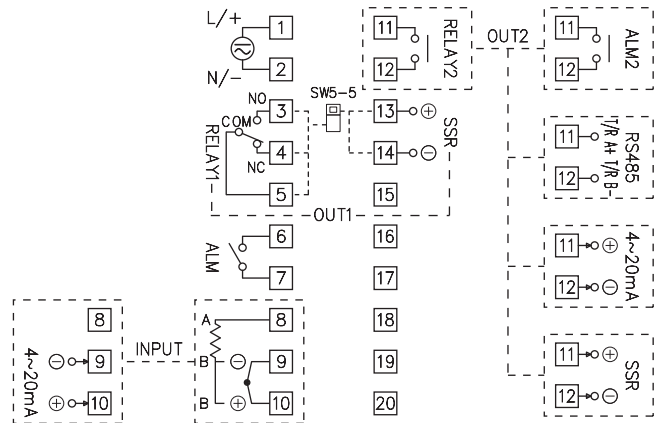 L/+
N/-
1
2
11
12
RELAY2
OUT2
11
12
ALM2
SW5-5
NO
COM
NC
RELAY1
3
4
5
OUT1
13
14
15
⊕
⊖
SSR
11
12
T/R A+
T/R B-
RS485
ALM
6
7
16
17
11
12
⊕
⊖
4~20mA
8
9
10
⊖
⊕
4~20mA
INPUT
A
B
B
⊖
⊕
8
9
10
18
19
20
11
12
⊕
⊖
SSR